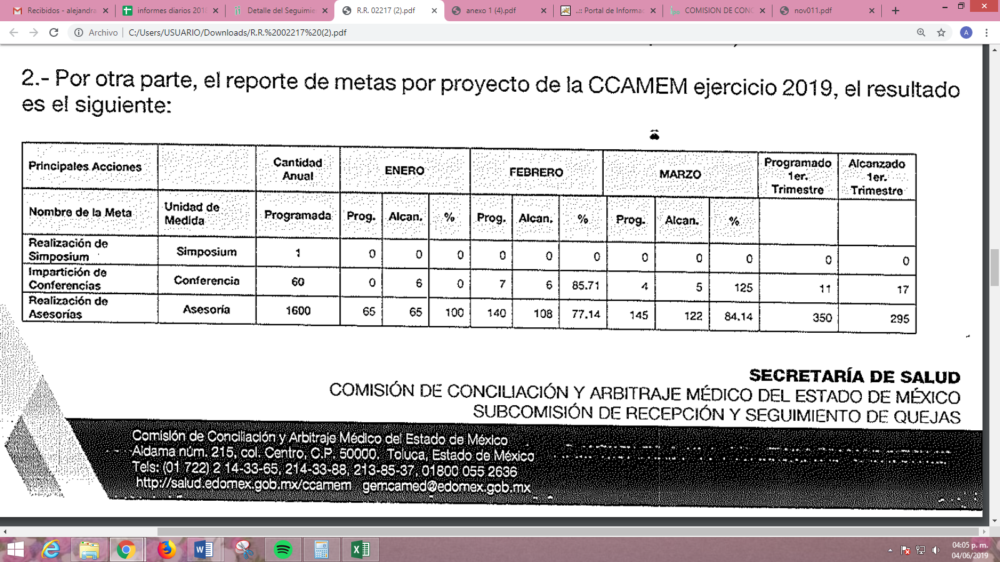 Recibidos - alejandra
informes diarios 2018
Detalle del Seguimie
R.R. 02217 (2).pdf
anexo 1 (4).pdf
..:: Portal de Informac
COMISION DE CONC
nov011.pdf
Archivo
C:/Users/USUARIO/Downloads/R.R.%2002217%20(2).pdf
A
2.- Por otra parte, el reporte de metas por proyecto de la CCAMEM ejercicio 2019, el resultado
es el siguiente:
Principales Acciones Cantidad Anual ENERO FEBRERO MARZO Programado 1er. Trimestre Alcanzado 1er. Trimestre
Nombre de la Meta Unidad de Medida Programada Prog. Alcan. % Prog. Alcan. % Prog. Alcan. %
Realización de Simposium Simposium 1 0 0 0 0 0 0 0 0 0 0 0
Impartición de Conferencias Conferencia 60 0 6 0 7 6 85.71 4 5 125 11 17
Realización de Asesorías Asesoría 1600 65 65 100 140 108 77.14 145 122 84.14 350 295
SECRETARÍA DE SALUD
COMISIÓN DE CONCILIACIÓN Y ARBITRAJE MÉDICO DEL ESTADO DE MÉXICO
SUBCOMISIÓN DE RECEPCIÓN Y SEGUIMIENTO DE QUEJAS
Comisión de Conciliación y Arbitraje Médico del Estado de México
Aldama núm. 215, col. Centro, C.P. 50000. Toluca, Estado de México
Tels: (01 722) 2 14-33-65, 214-33-88, 213-85-37, 01800 055 2636
http://salud.edomex.gob.mx/ccamem gemcamed@edomex.gob.mx
04:05 p. m.
04/06/2019